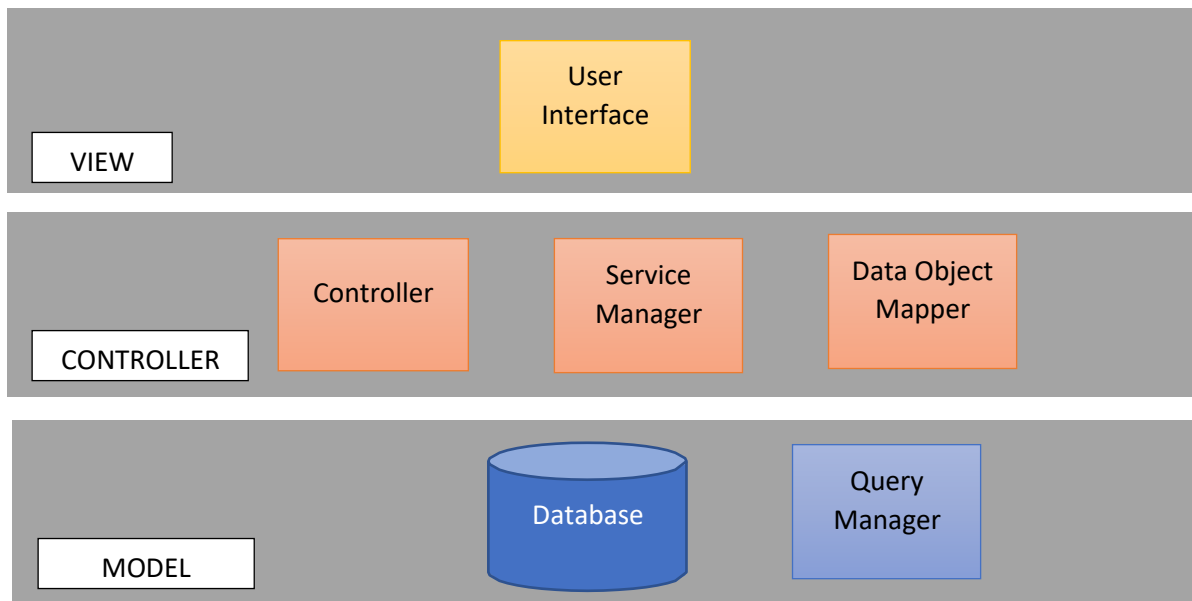 User
Interface
VIEW
Controller
Service
Manager
Data Object
Mapper
CONTROLLER
Database
Query
Manager
MODEL